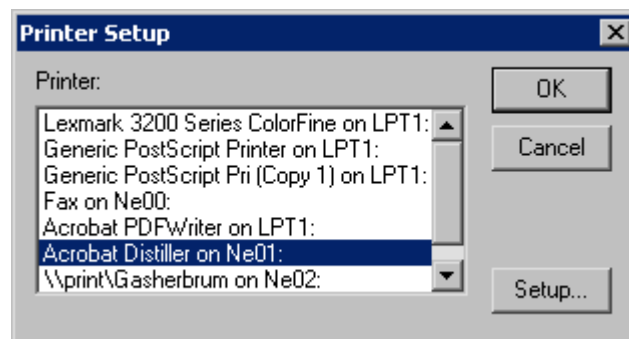 Printer Setup
Printer:
Lexmark 3200 Series ColorFine on LPT1:
Generic PostScript Printer on LPT1:
Generic PostScript Pri (Copy 1) on LPT1:
Fax on Ne00:
Acrobat PDFWriter on LPT1:
Acrobat Distiller on Ne01:
\\print\Gasherbrum on Ne02:
OK
Cancel
Setup...